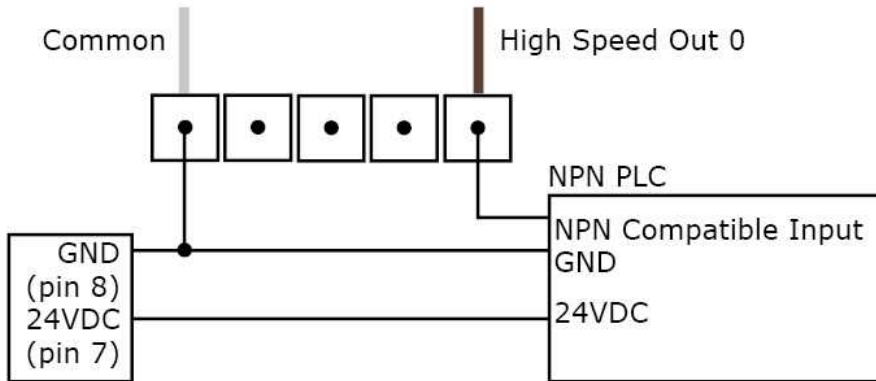 Common
High Speed Out 0
NPN PLC
NPN Compatible Input
GND
24VDC
GND
(pin 8)
24VDC
(pin 7)